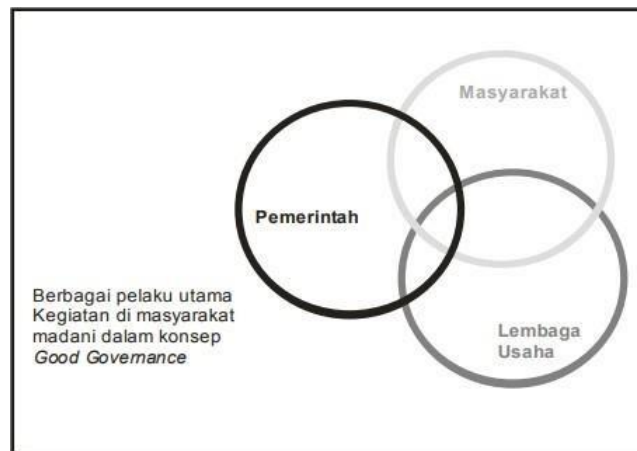 Masyarakat
Pemerintah
Berbagai pelaku utama
Kegiatan di masyarakat
madani dalam konsep
Good Governance
Lembaga
Usaha